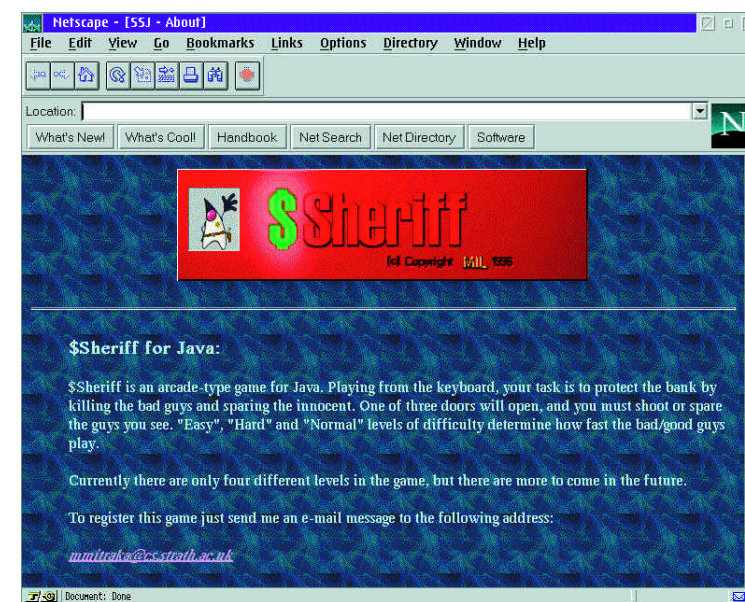 Netscape - [SSJ - About]
File Edit View Go Bookmarks Links Options Directory Window Help
Location:
What's New! What's Cool! Handbook Net Search Net Directory Software
N
$Sheriff
(c) Copyright MIL 1996
$Sheriff for Java:
$Sheriff is an arcade-type game for Java. Playing from the keyboard, your task is to protect the bank by
killing the bad guys and sparing the innocent. One of three doors will open, and you must shoot or spare
the guys you see. "Easy", "Hard" and "Normal" levels of difficulty determine how fast the bad/good guys
play.
Currently there are only four different levels in the game, but there are more to come in the future.
To register this game just send me an e-mail message to the following address:
mmitraka@cs.strath.ac.uk
Document: Done